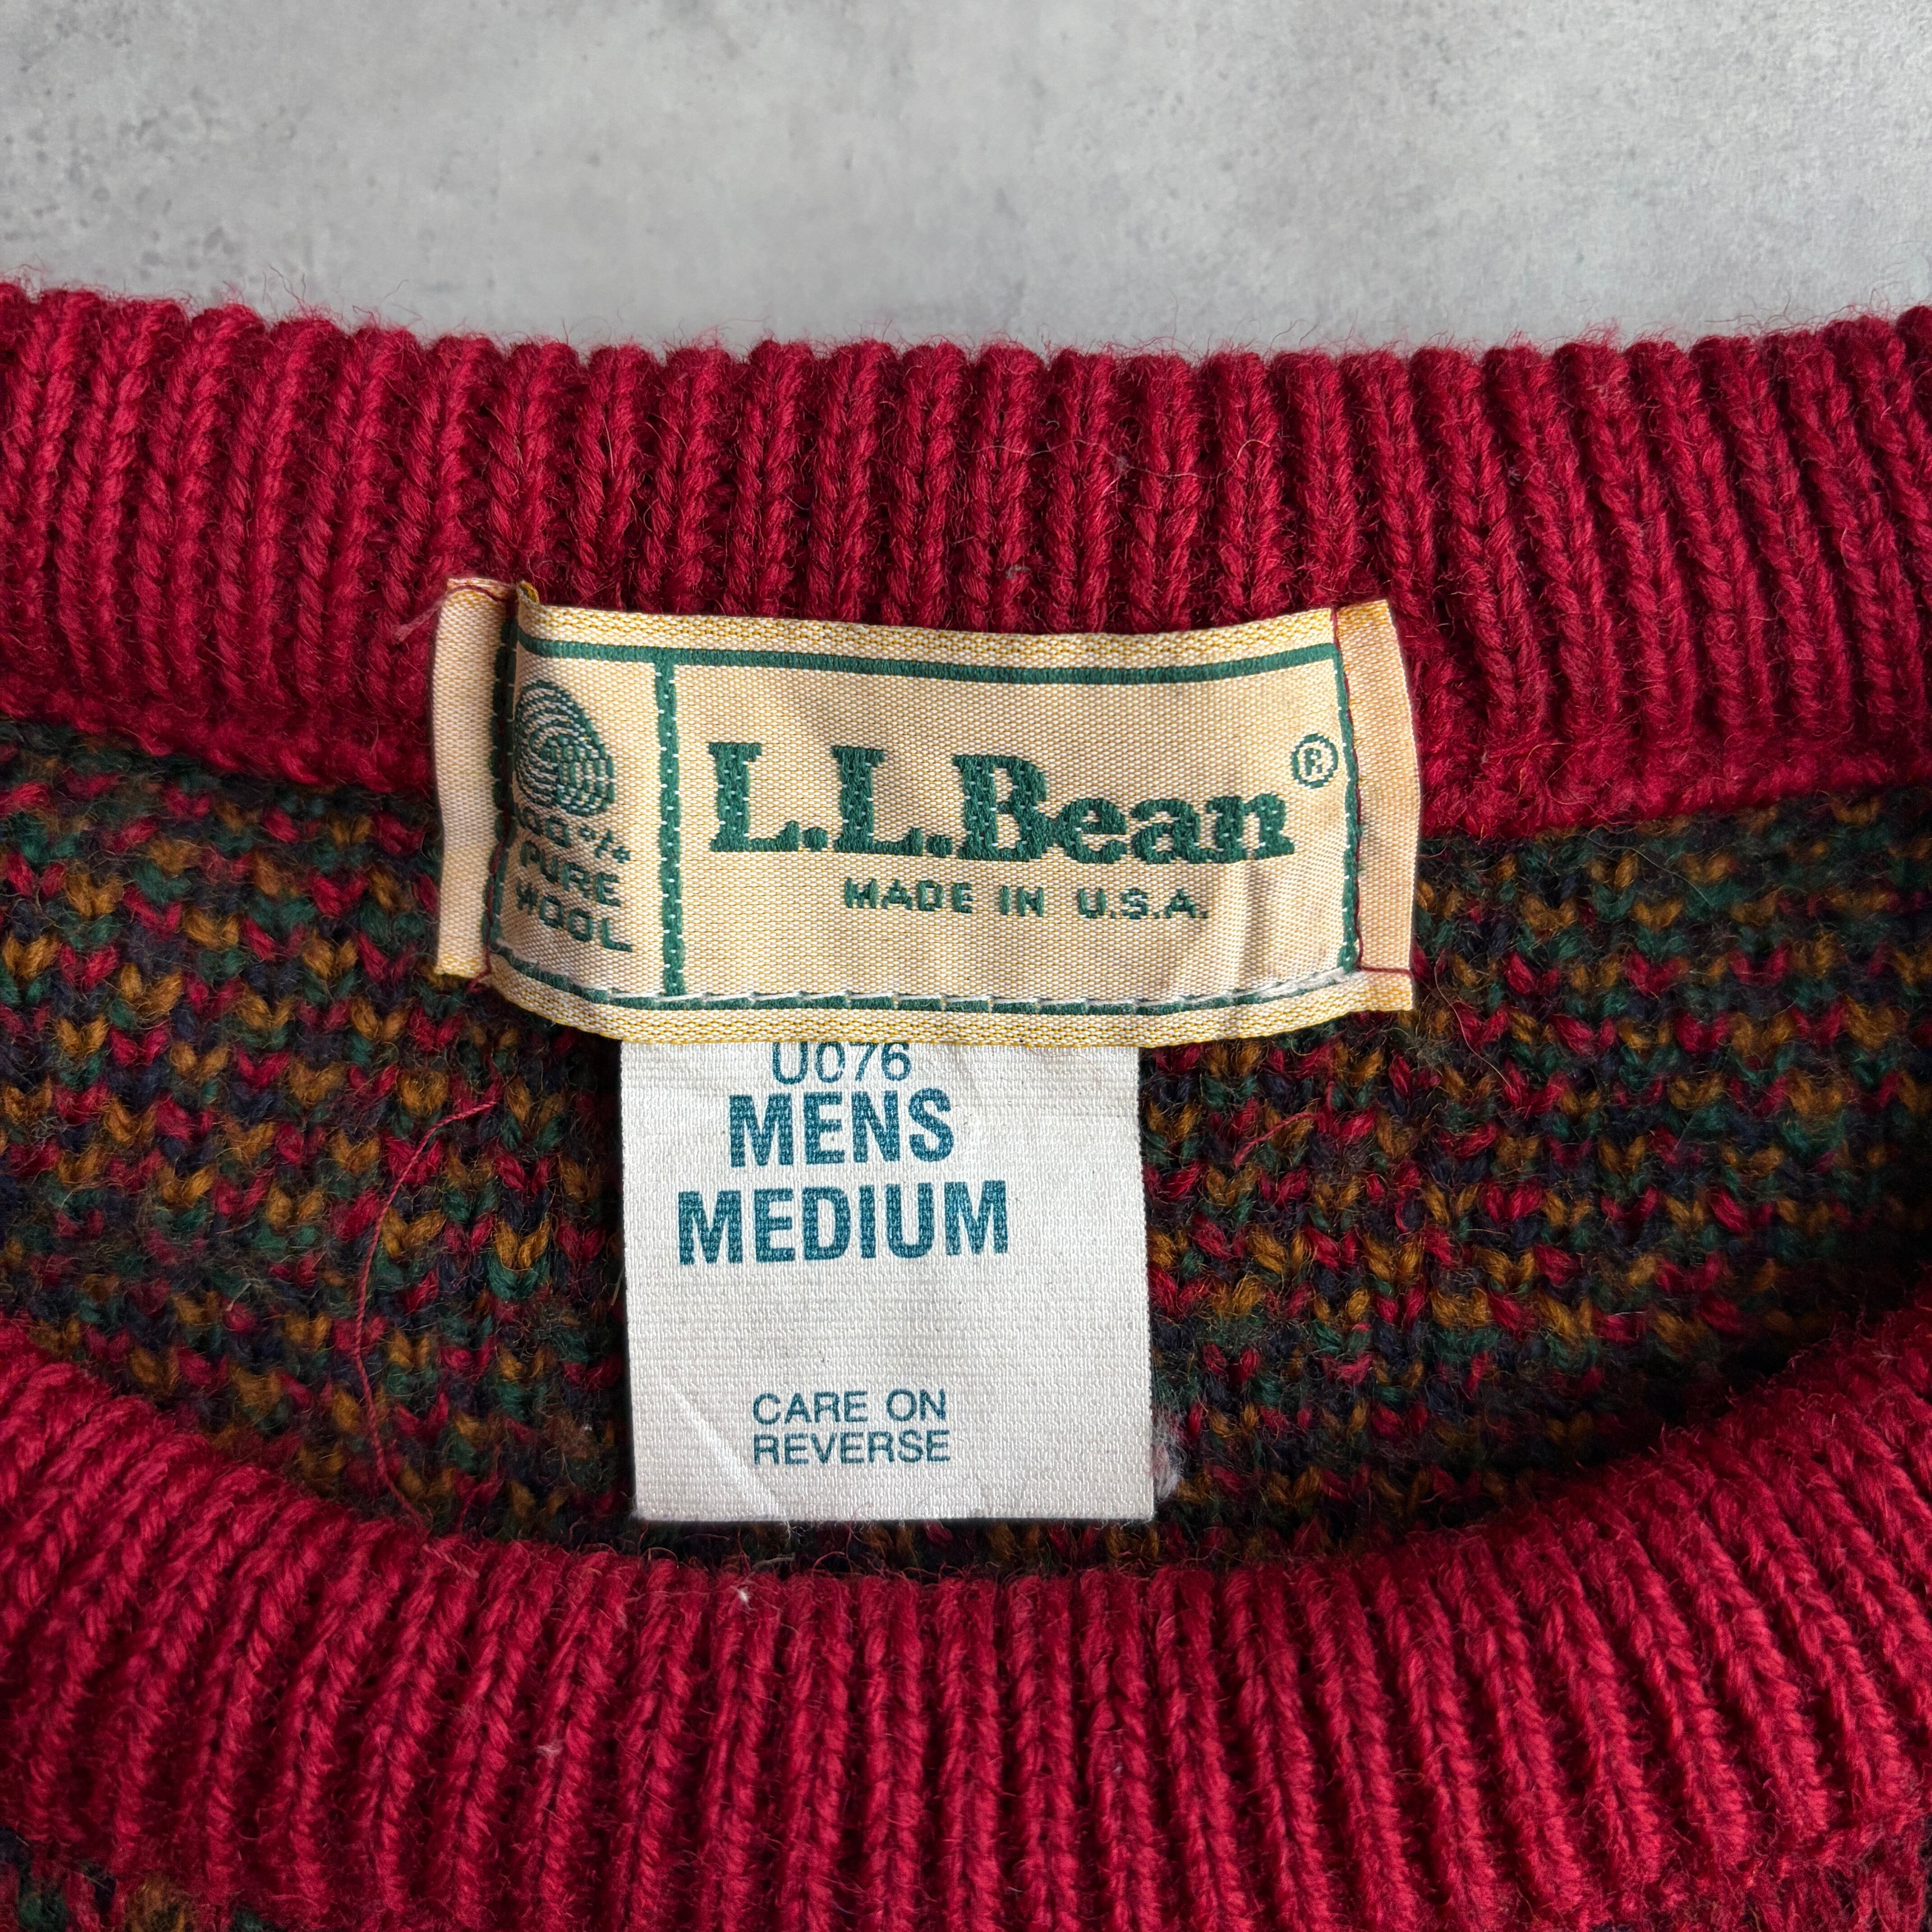 100%
PURE
WOOL
L.L.Bean®
MADE IN U.S.A.
U076
MENS
MEDIUM
CARE ON
REVERSE